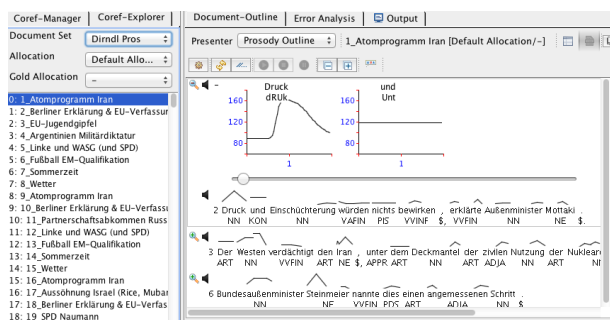 Coref-Manager Coref-Explorer
Document Set Dirndl Pros
Allocation Default Allo...
Gold Allocation –
0: 1_Atomprogramm Iran
1: 2_Berliner Erklärung & EU-Verfassur
2: 3_EU-Jugendgipfel
3: 4_Argentinien Militärdiktatur
4: 5_Linke und WASG (und SPD)
5: 6_Fußball EM-Qualifikation
6: 7_Sommerzeit
7: 8_Wetter
8: 9_Atomprogramm Iran
9: 10_Berliner Erklärung & EU-Verfassu
10: 11_Partnerschaftsabkommen Russ
11: 12_Linke und WASG (und SPD)
12: 13_Fußball EM-Qualifikation
13: 14_Sommerzeit
14: 15_Wetter
15: 16_Atomprogramm Iran
16: 17_Aussöhnung Israel (Rice, Mubar
17: 18_Berliner Erklärung & EU-Verfas
18: 19_SPD Naumann
Document-Outline Error Analysis Output
Presenter Prosody Outline 1_Atomprogramm Iran [Default Allocation/-]
– Druck und
dRUk Unt
160 160
120 120
80 80
1 1
2 Druck und Einschüchterung würden nichts bewirken , erklärte Außenminister Mottaki .
NN KON NN VAFIN PIS VVINF $, VVFIN NN NE $.
3 Der Westen verdächtigt den Iran , unter dem Deckmantel der zivilen Nutzung der Nuklear
ART NN VVFIN ART NE $, APPR ART NN ART ADJA NN ART NN
6 Bundesaußenminister Steinmeier nannte dies einen angemessenen Schritt .
NN NE VVFIN PDS ART ADJA NN $.